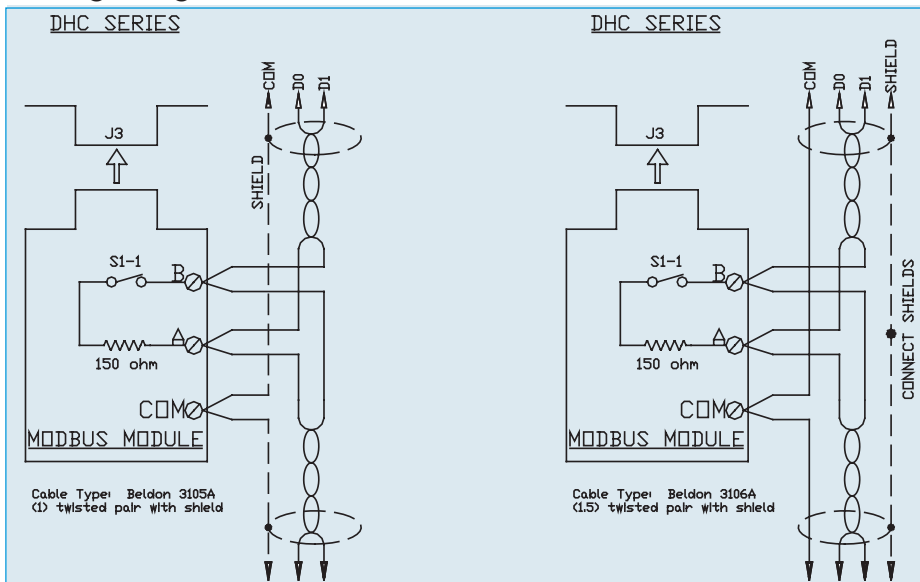 DHC SERIES
COM
D0
D1
J3
SHIELD
S1-1
B
A
150 ohm
COM
MODBUS MODULE
Cable Type: Beldon 3105A
(1) twisted pair with shield
DHC SERIES
COM
D0
D1
SHIELD
J3
S1-1
B
A
150 ohm
CONNECT SHIELDS
COM
MODBUS MODULE
Cable Type: Beldon 3106A
(1.5) twisted pair with shield